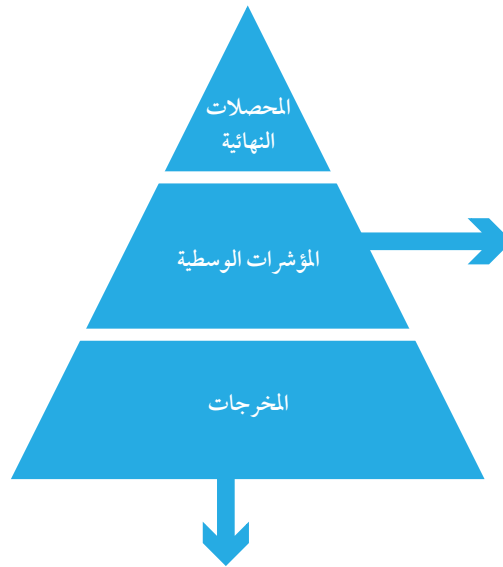 المحصلات
النهائية
المؤشرات الوسطية
المخرجات